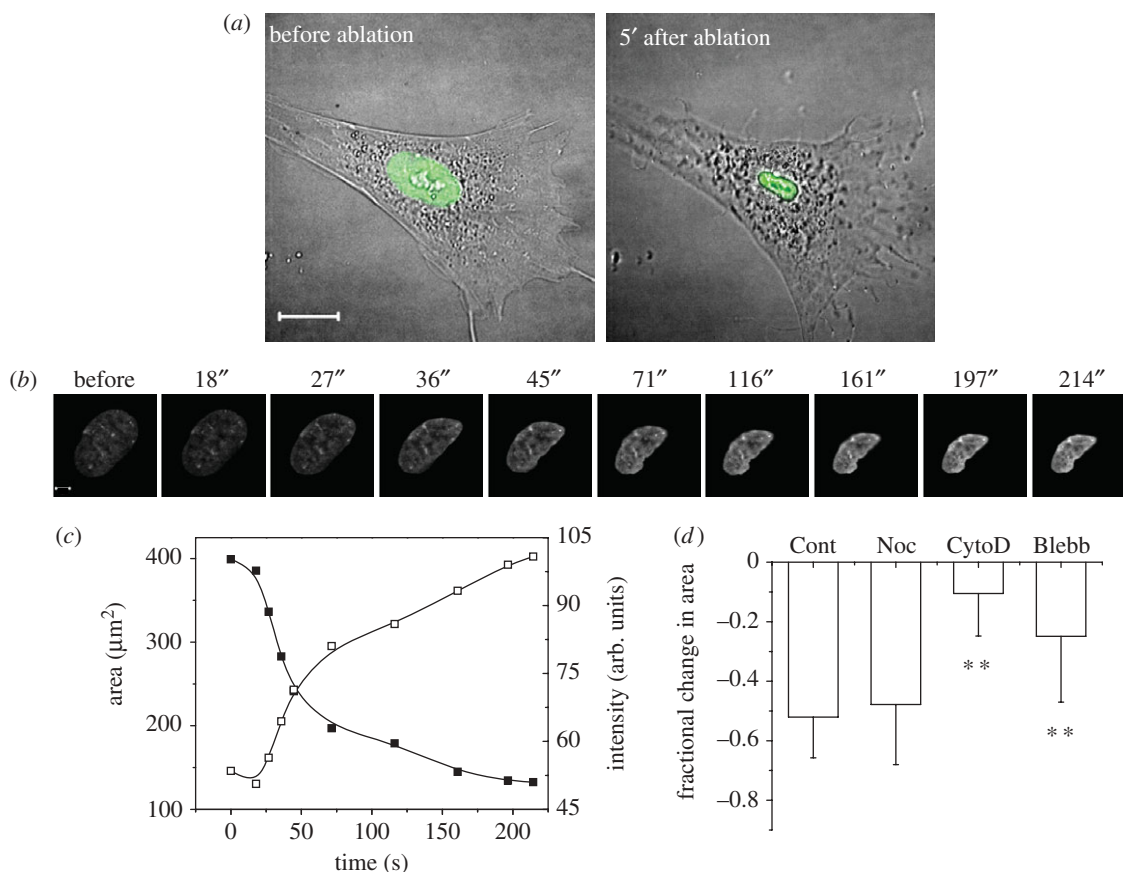 (a)
before ablation
5′ after ablation
(b)
before 18″ 27″ 36″ 45″ 71″ 116″ 161″ 197″ 214″
(c)
area (μm²)
400
300
200
100
0 50 100 150 200
time (s)
105
90
75
60
45
intensity (arb. units)
(d)
Cont Noc CytoD Blebb
fractional change in area
0
−0.2
−0.4
−0.6
−0.8
**
**